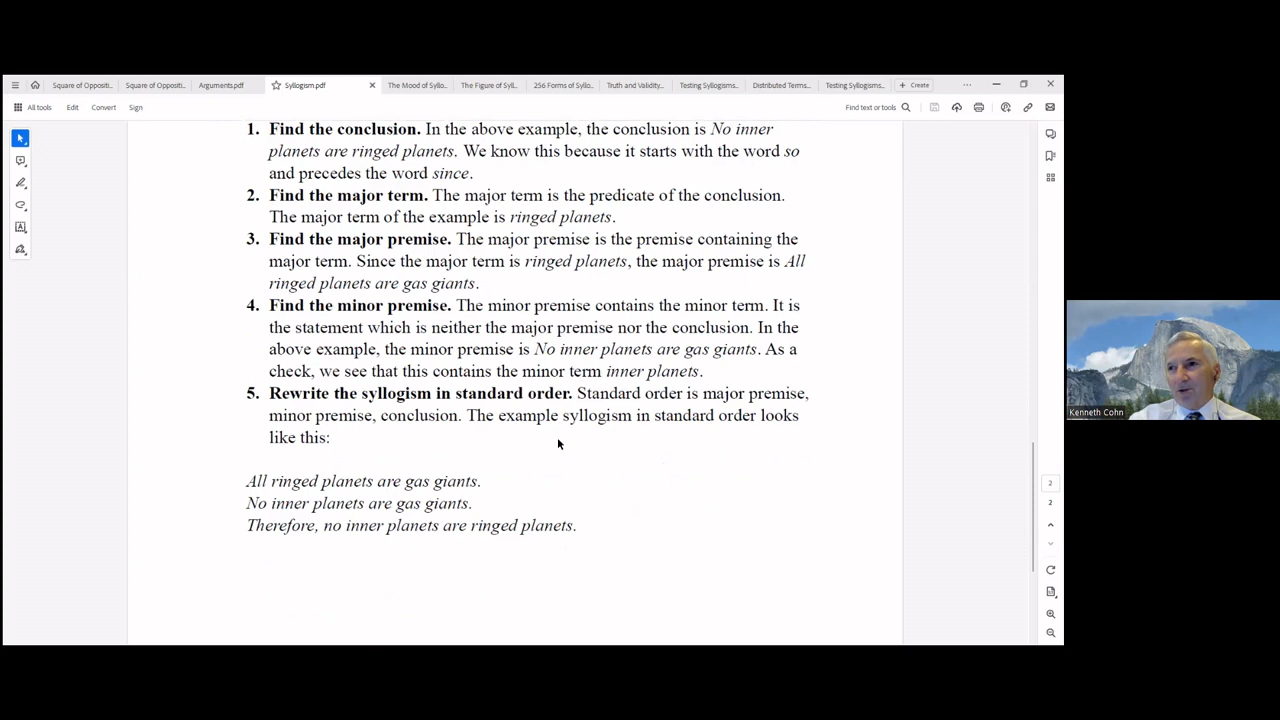 Square of Oppositi...
Square of Oppositi...
Arguments.pdf
Syllogism.pdf
The Mood of Syllo...
The Figure of Syll...
256 Forms of Syllo...
Truth and Validity...
Testing Syllogisms...
Distributed Terms...
Testing Syllogisms...
Create
All tools
Edit
Convert
Sign
Find text or tools
1. Find the conclusion. In the above example, the conclusion is No inner
planets are ringed planets. We know this because it starts with the word so
and precedes the word since.
2. Find the major term. The major term is the predicate of the conclusion.
The major term of the example is ringed planets.
3. Find the major premise. The major premise is the premise containing the
major term. Since the major term is ringed planets, the major premise is All
ringed planets are gas giants.
4. Find the minor premise. The minor premise contains the minor term. It is
the statement which is neither the major premise nor the conclusion. In the
above example, the minor premise is No inner planets are gas giants. As a
check, we see that this contains the minor term inner planets.
5. Rewrite the syllogism in standard order. Standard order is major premise,
minor premise, conclusion. The example syllogism in standard order looks
like this:
All ringed planets are gas giants.
No inner planets are gas giants.
Therefore, no inner planets are ringed planets.
2
2
Kenneth Cohn